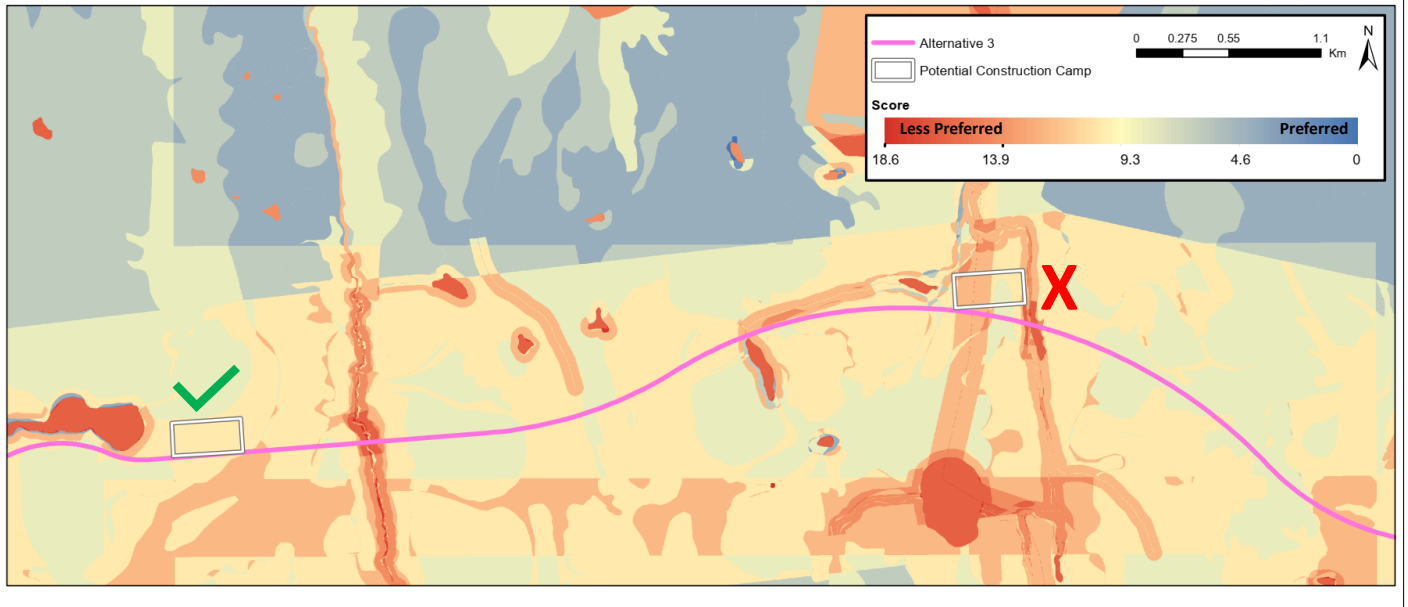 Alternative 3
Potential Construction Camp
0 0.275 0.55 1.1
Km
N
Score
Less Preferred Preferred
18.6 13.9 9.3 4.6 0
X